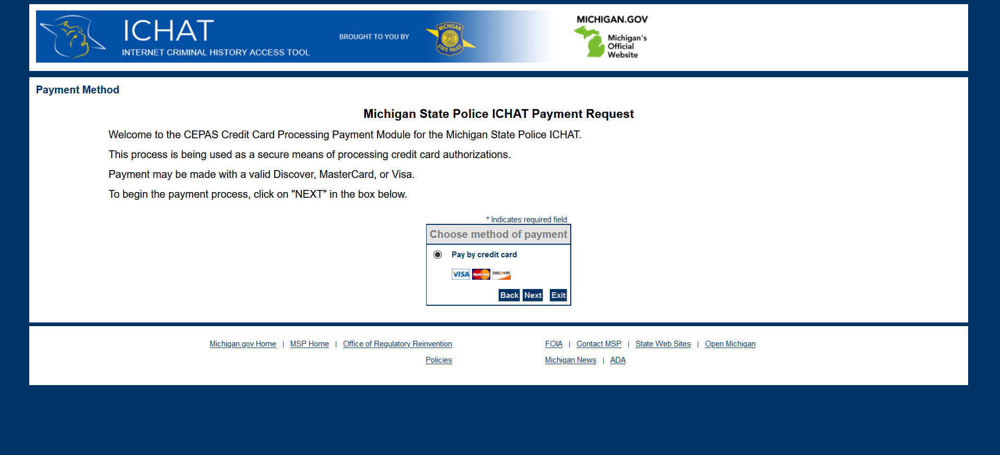 ICHAT
INTERNET CRIMINAL HISTORY ACCESS TOOL
BROUGHT TO YOU BY
MICHIGAN
STATE POLICE
MICHIGAN.GOV
Michigan's
Official
Website
Payment Method
Michigan State Police ICHAT Payment Request
Welcome to the CEPAS Credit Card Processing Payment Module for the Michigan State Police ICHAT.
This process is being used as a secure means of processing credit card authorizations.
Payment may be made with a valid Discover, MasterCard, or Visa.
To begin the payment process, click on "NEXT" in the box below.
* Indicates required field
Choose method of payment
Pay by credit card
VISA MasterCard DISCOVER
Back Next Exit
Michigan.gov Home | MSP Home | Office of Regulatory Reinvention
Policies
FOIA | Contact MSP | State Web Sites | Open Michigan
Michigan News | ADA